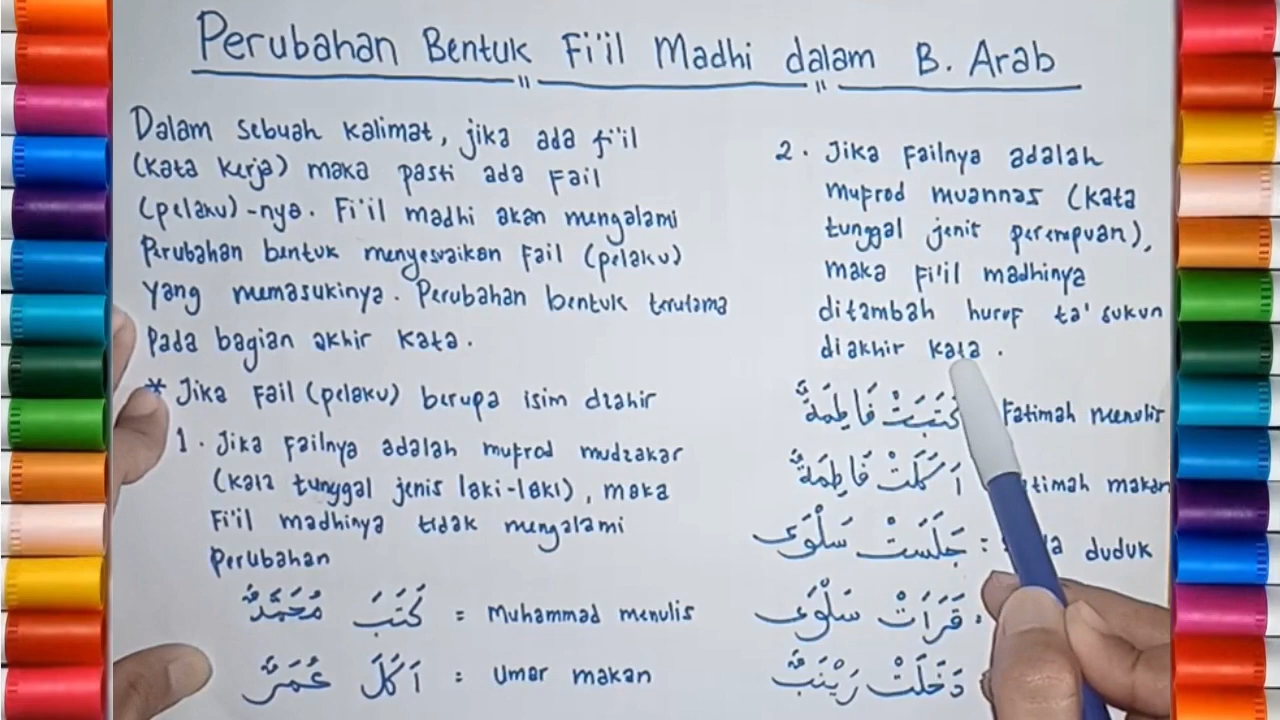 Perubahan Bentuk Fi'il Madhi dalam B. Arab
Dalam sebuah kalimat, jika ada fi'il
(kata kerja) maka pasti ada fail
(pelaku)-nya. Fi'il madhi akan mengalami
Perubahan bentuk menyesuaikan fail (pelaku)
yang memasukinya. Perubahan bentuk terutama
Pada bagian akhir kata.
* Jika fail (pelaku) berupa isim dzahir
1. Jika failnya adalah mufrod mudzakar
(kata tunggal jenis laki-laki), maka
Fi'il madhinya tidak mengalami
Perubahan
كَتَبَ مُحَمَّدٌ = Muhammad menulis
اَكَلَ عُمَرٌ = Umar makan
2. Jika failnya adalah
mufrod muannas (kata
tunggal jenis perempuan),
maka fi'il madhinya
ditambah huruf ta' sukun
diakhir kata.
كَتَبَتْ فَاطِمَةٌ Fatimah menulis
اَكَلَتْ فَاطِمَةٌ makan
جَلَسَتْ سَلْوَى = duduk
قَرَاَتْ سَلْوَى =
دَخَلَتْ زَيْنَبٌ